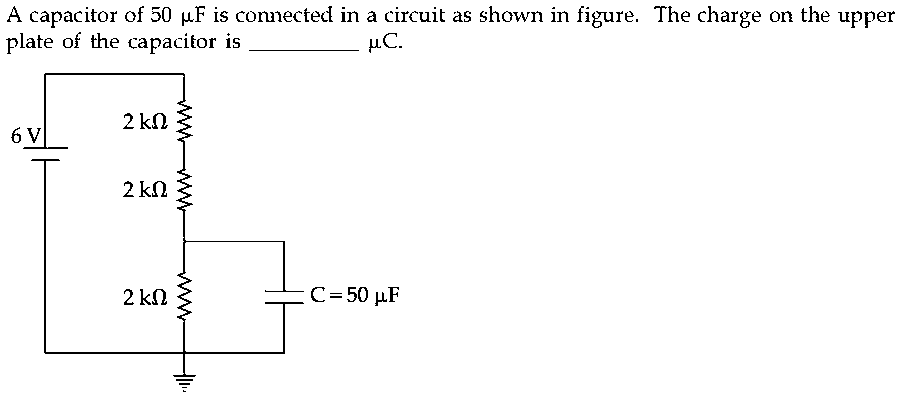 A capacitor of 50 μF is connected in a circuit as shown in figure. The charge on the upper
plate of the capacitor is __________ μC.
2 kΩ
6 V
2 kΩ
2 kΩ
C = 50 μF